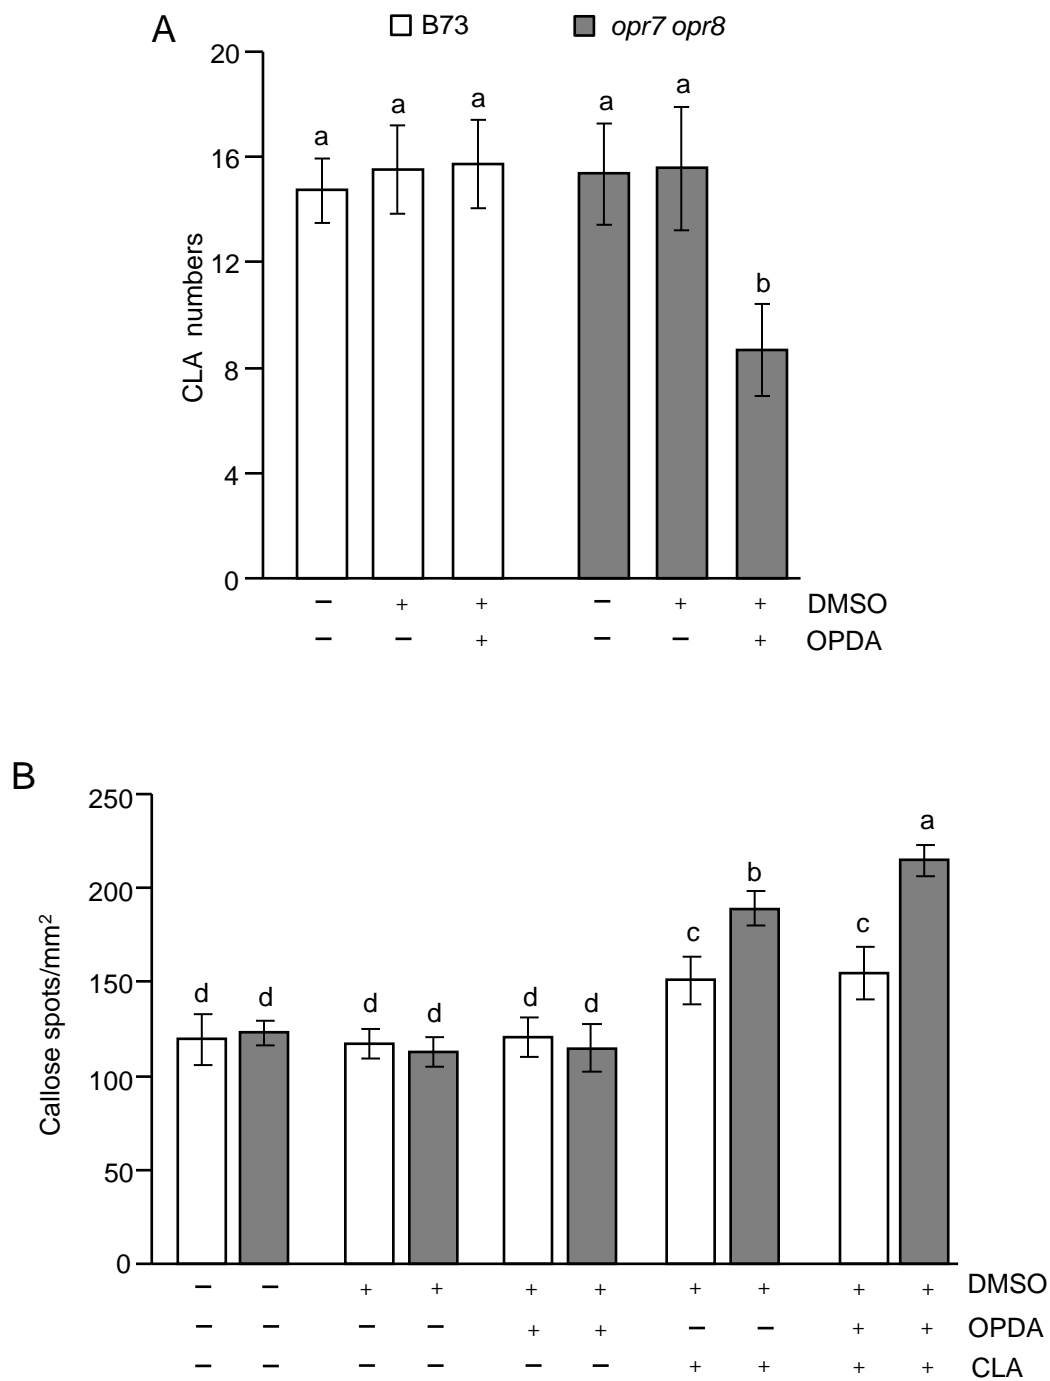 A
B73 opr7 opr8
20
16
12
8
4
0
CLA numbers
a a a a a b
– + + – + + DMSO
– – + – – + OPDA
B
250
200
150
100
50
0
Callose spots/mm²
d d d d d d c b c a
– – + + + + + + + + DMSO
– – – – + + – – + + OPDA
– – – – – – + + + + CLA